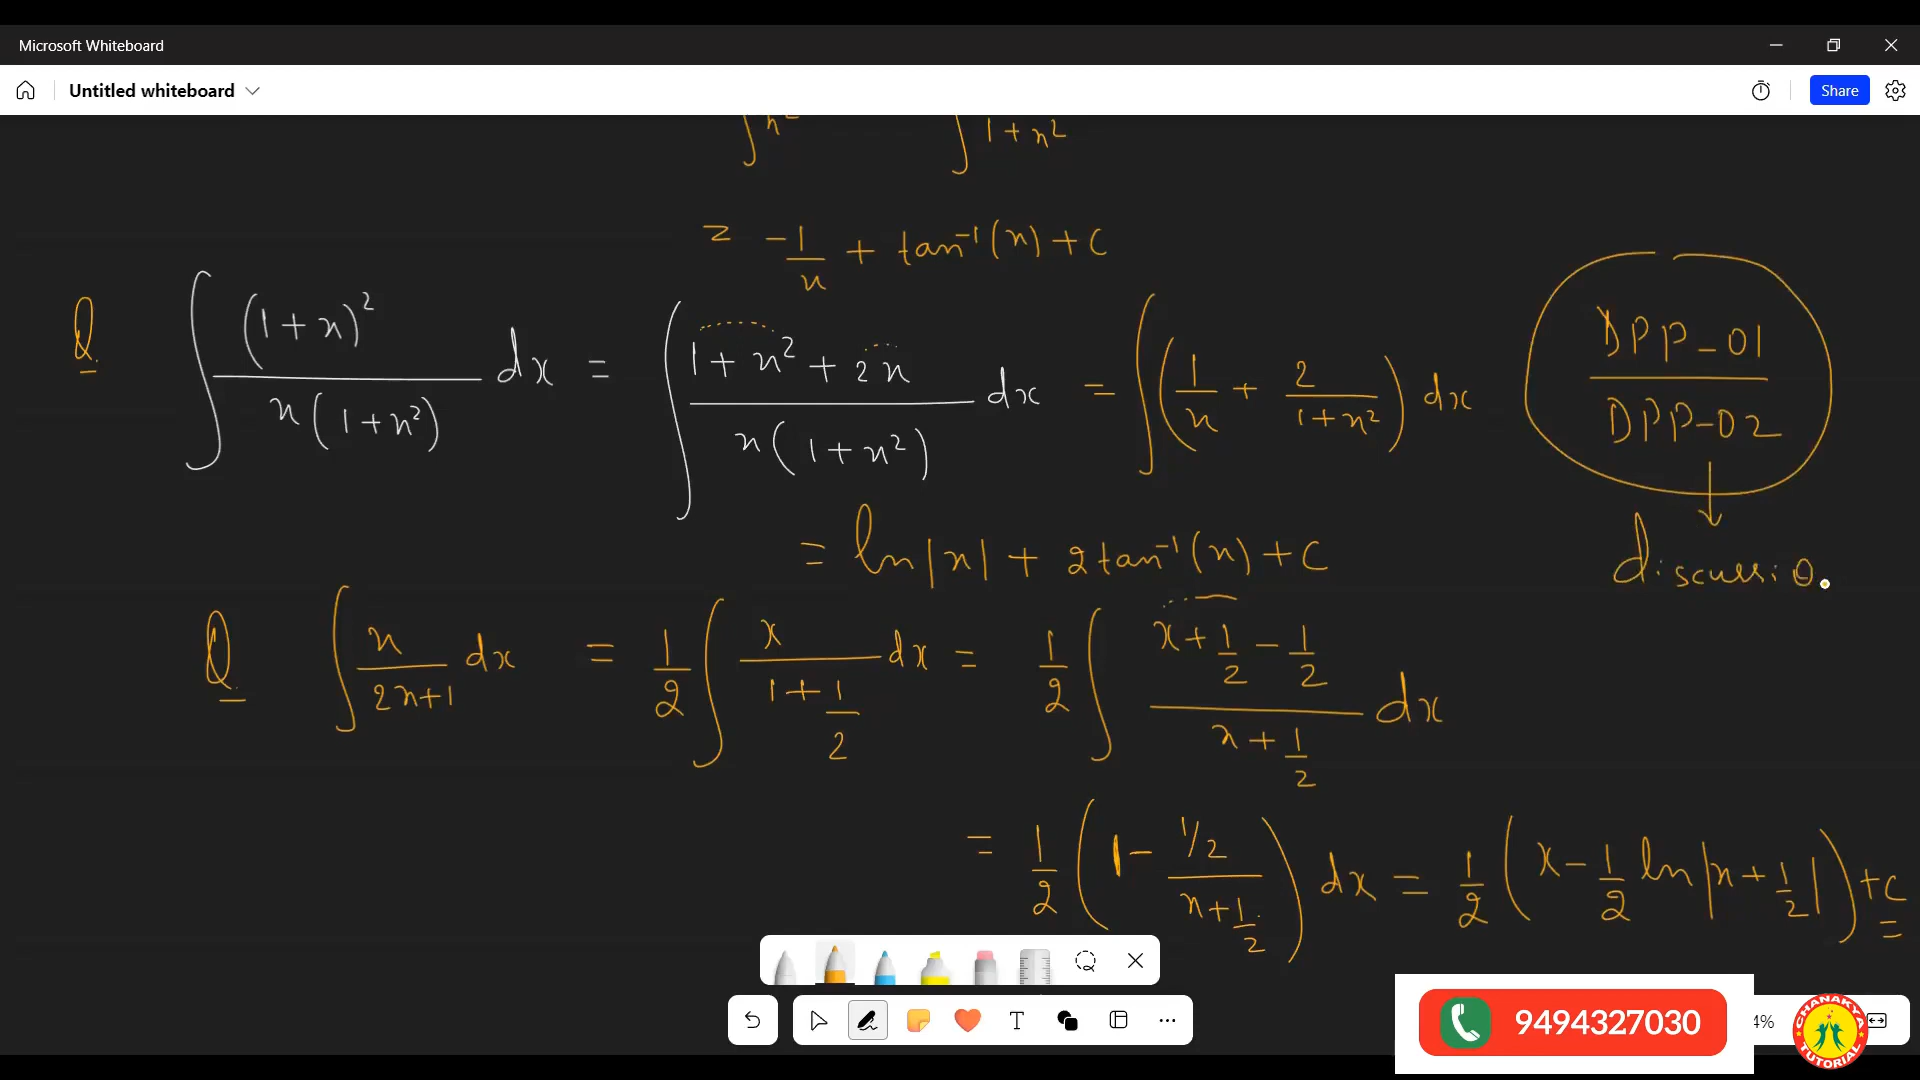 Microsoft Whiteboard
Untitled whiteboard
Share
∫x² ∫1+x²
= -1/x + tan⁻¹(x) + C
Q ∫ (1+x)² / x(1+x²) dx = ∫ 1+x²+2x / x(1+x²) dx = ∫ (1/x + 2/1+x²) dx
DPP-01
DPP-02
= ln|x| + 2tan⁻¹(x) + C
discussio
Q ∫ x/2x+1 dx = 1/2 ∫ x / 1+1/2 dx = 1/2 ∫ x+1/2-1/2 / x+1/2 dx
= 1/2 (1 - 1/2 / x+1/2) dx = 1/2 (x - 1/2 ln|x+1/2|) + C
9494327030
4%
CHANAKYA
TUTORIAL